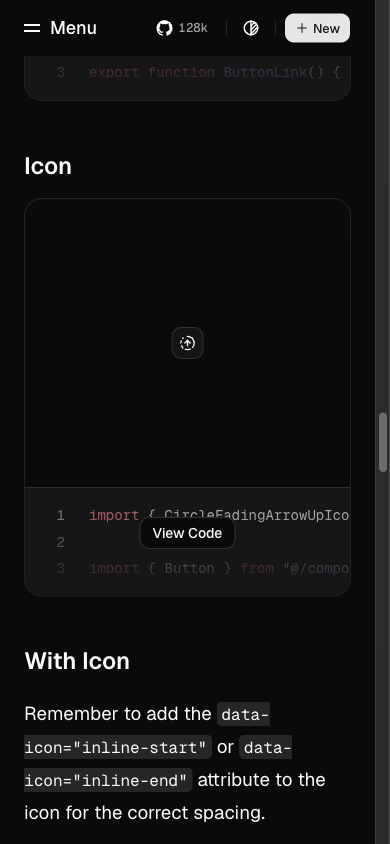 Menu 128k + New
3 export function ButtonLink() {
Icon
1 import { CircleFadingArrowUpIco
2
View Code
3 import { Button } from "@/compo
With Icon
Remember to add the data-
icon="inline-start" or data-
icon="inline-end" attribute to the
icon for the correct spacing.